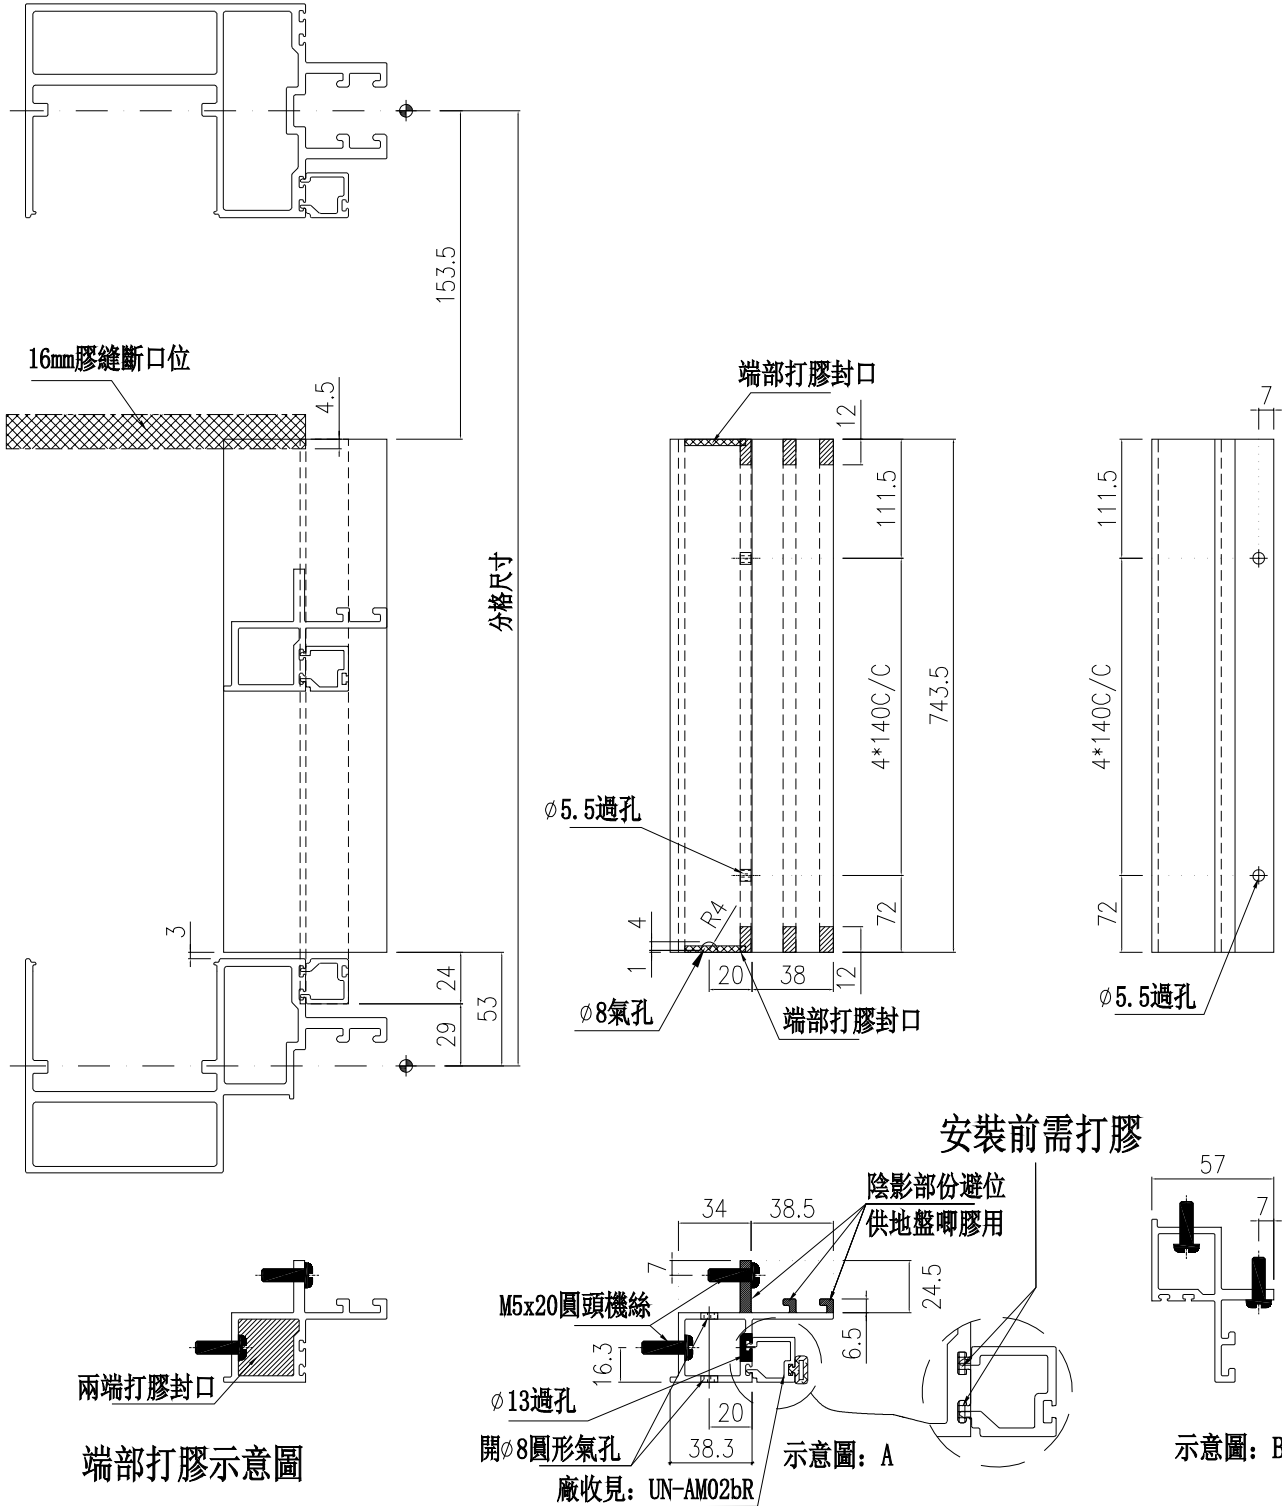 153.5
16mm膠縫斷口位
4.5
分格尺寸
3
24
53
29
端部打膠封口
12
111.5
4*140C/C
743.5
72
∅5.5過孔
R4
4
1
20
38
12
∅8氣孔
端部打膠封口
7
111.5
4*140C/C
72
∅5.5過孔
安裝前需打膠
陰影部份避位
供地盤唧膠用
34
38.5
7
24.5
M5x20圓頭機絲
16.3
6.5
∅13過孔
20
開∅8圓形氣孔
38.3
示意圖: A
廠收見: UN-AM02bR
兩端打膠封口
端部打膠示意圖
57
7
示意圖: B